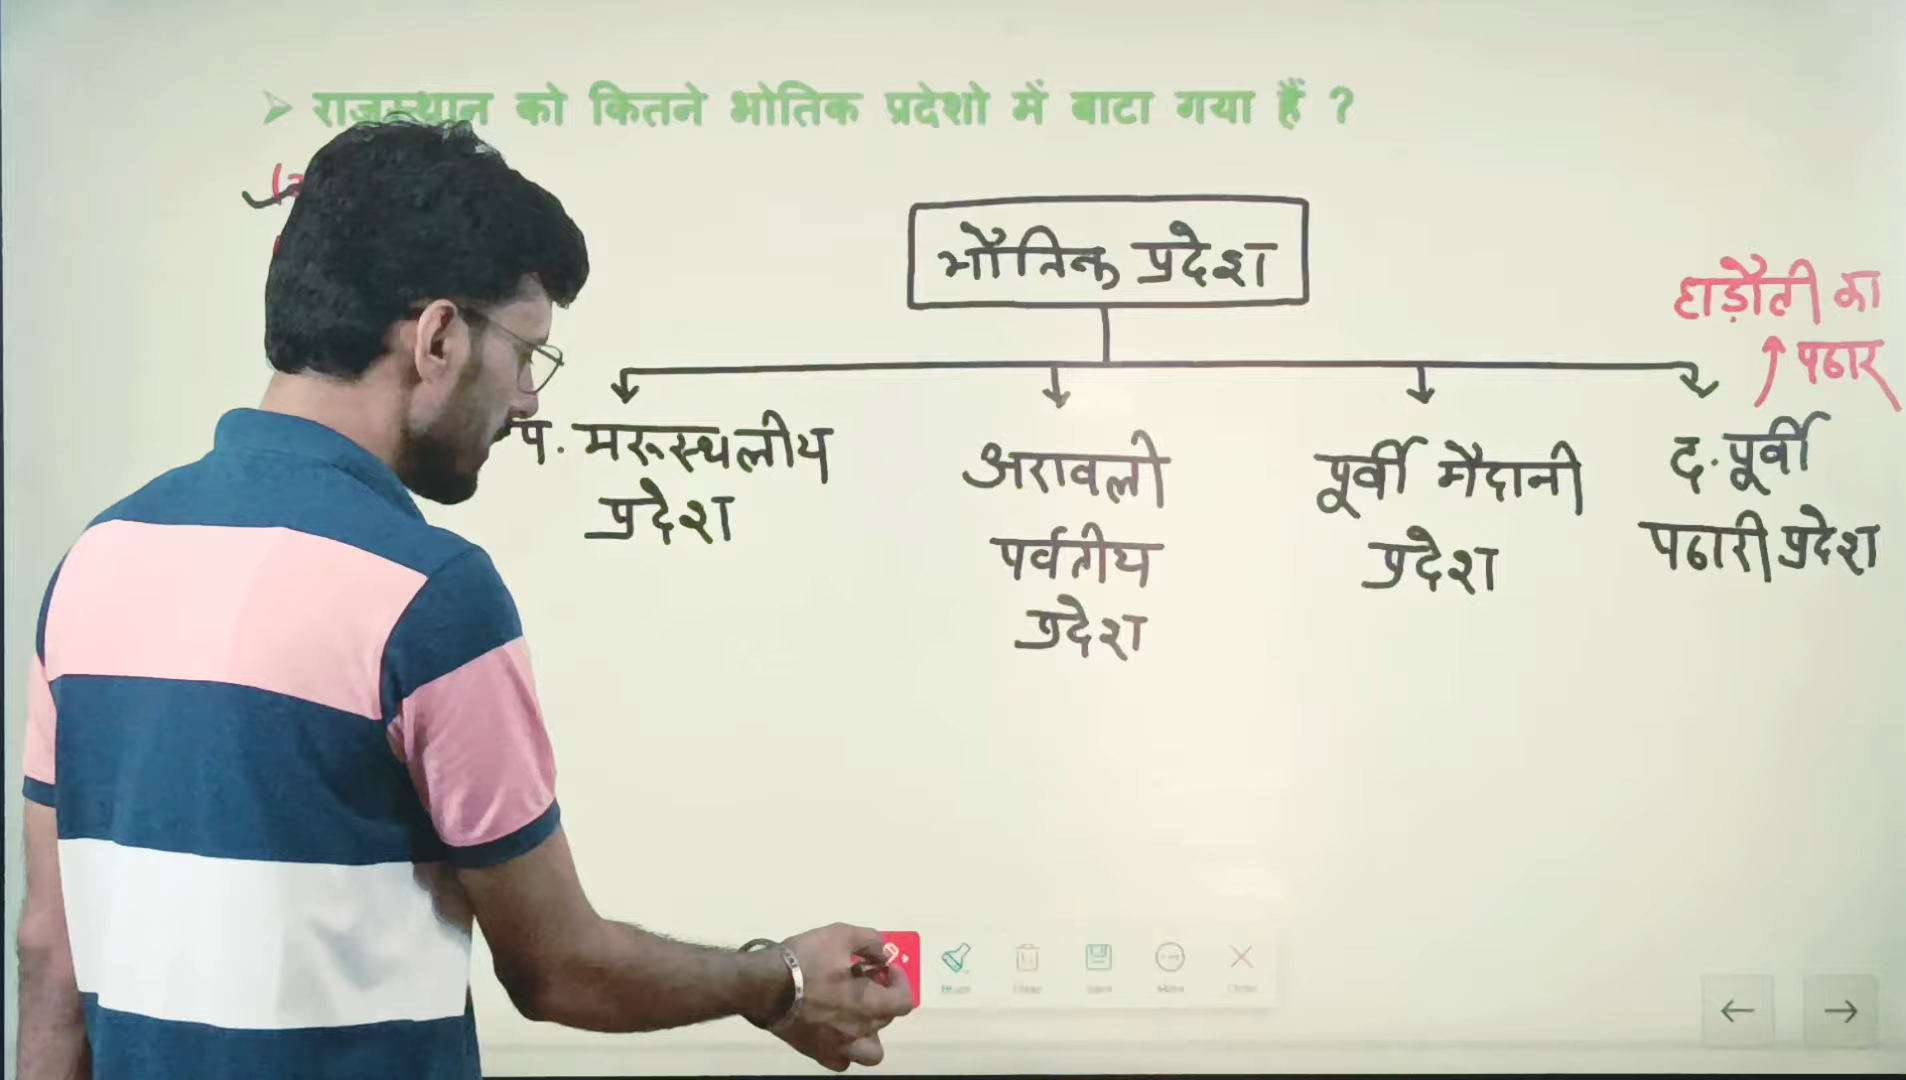 ➢ राजस्थान को कितने भोतिक प्रदेशो में बाटा गया हैं ?
भौतिक प्रदेश
हाड़ौती का
पठार
प. मरुस्थलीय
प्रदेश
अरावली
पर्वतीय
प्रदेश
पूर्वी मैदानी
प्रदेश
द. पूर्वी
पठारी प्रदेश